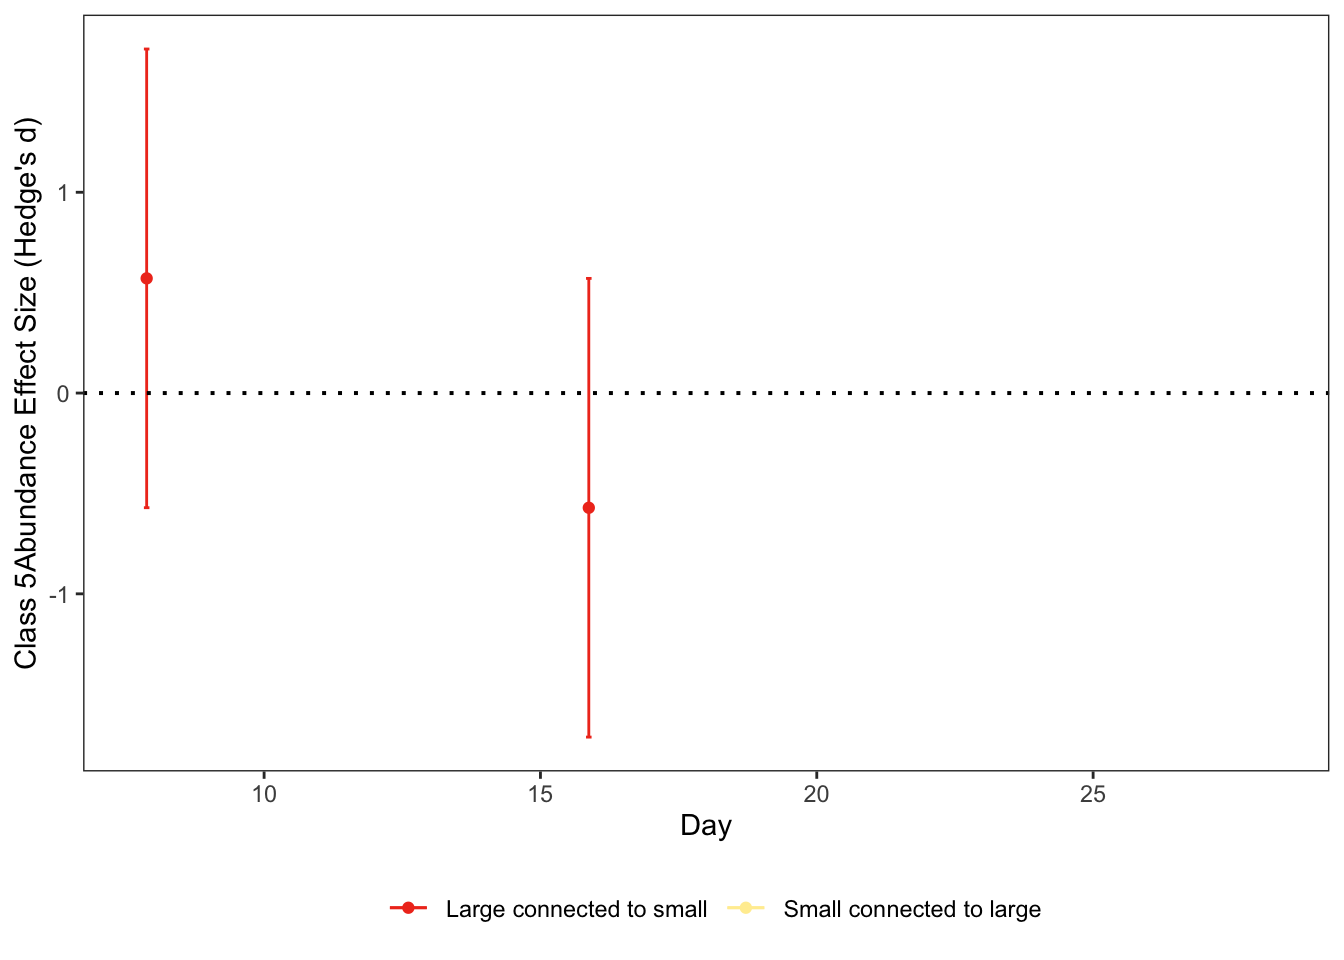 Class 5Abundance Effect Size (Hedge's d)
1
0
-1
10 15 20 25
Day
Large connected to small Small connected to large